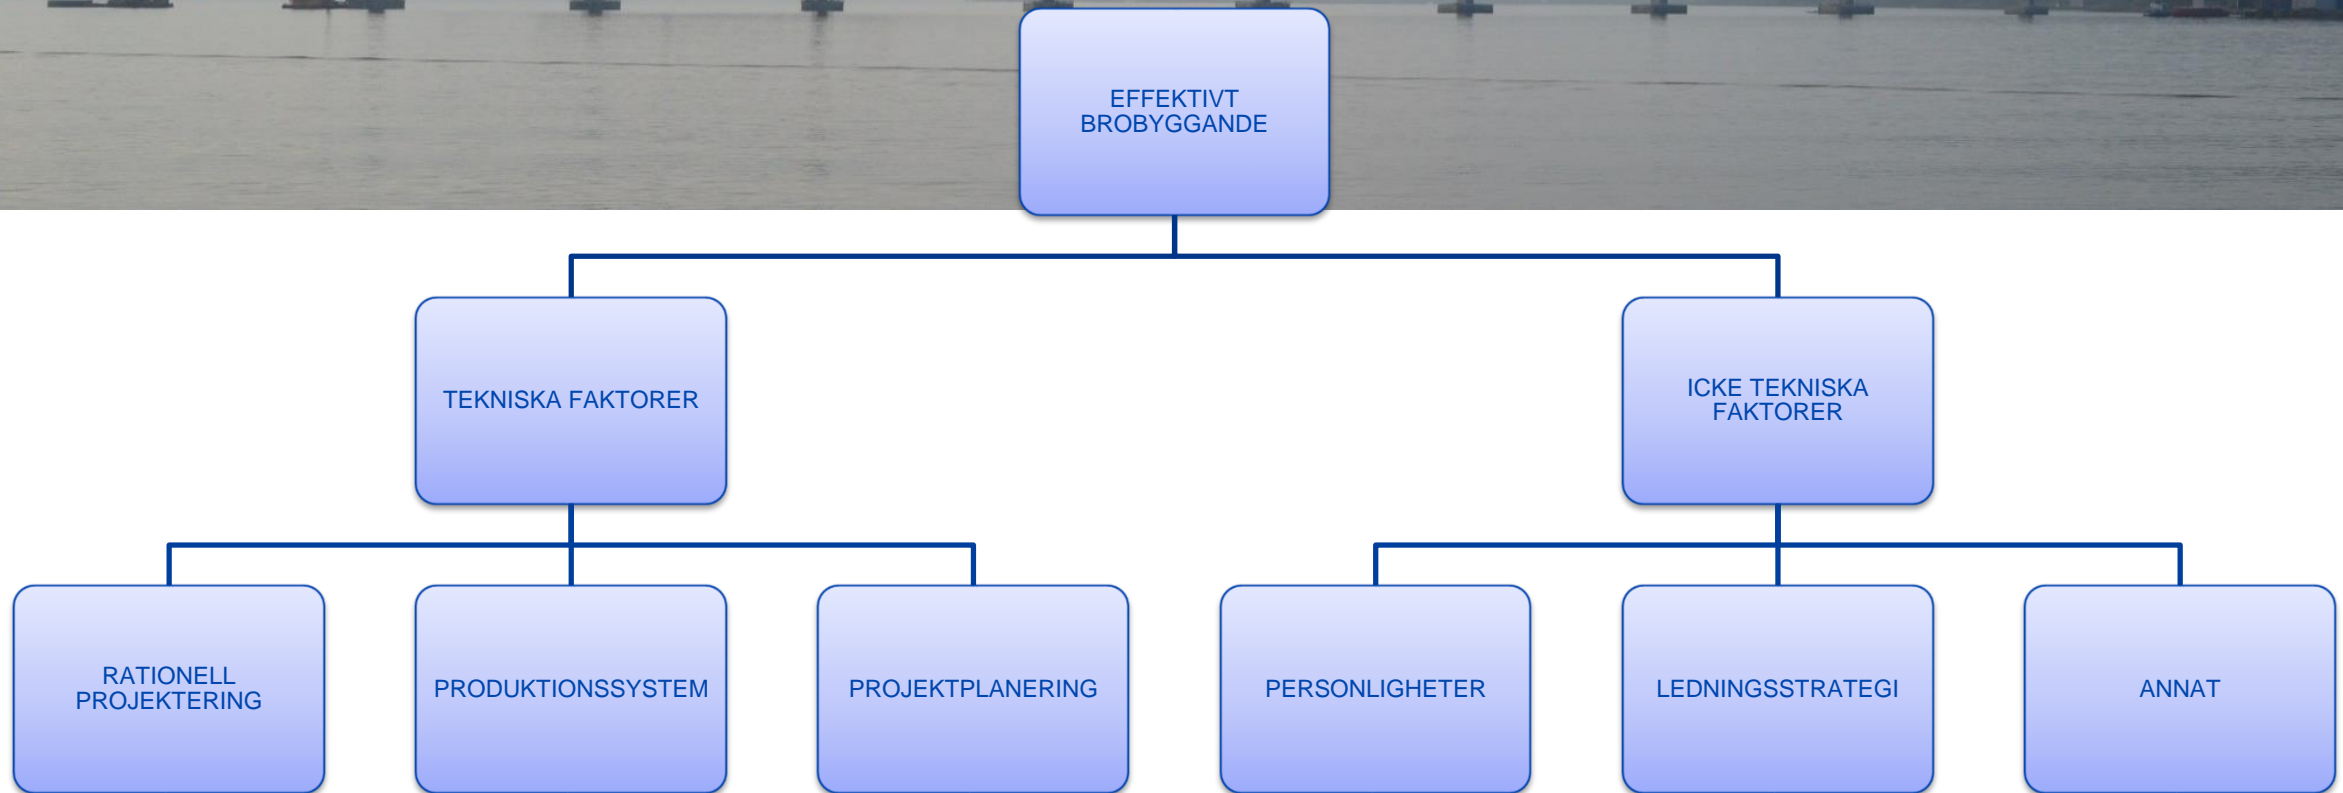 EFFEKTIVT
BROBYGGANDE
TEKNISKA FAKTORER
ICKE TEKNISKA
FAKTORER
RATIONELL
PROJEKTERING
PRODUKTIONSSYSTEM
PROJEKTPLANERING
PERSONLIGHETER
LEDNINGSSTRATEGI
ANNAT